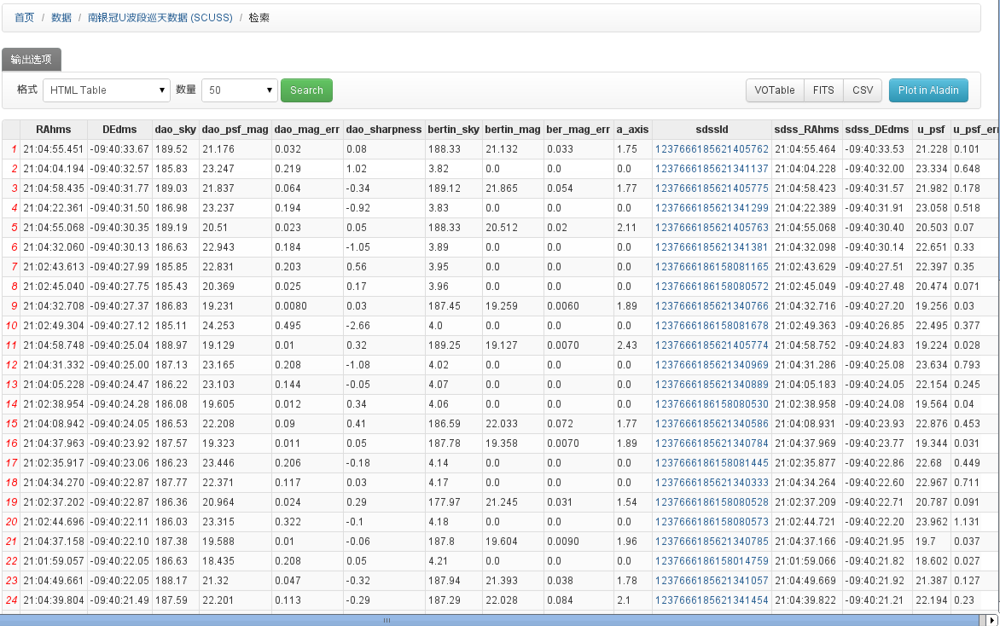 首页 / 数据 / 南银冠U波段巡天数据 (SCUSS) / 检索
输出选项
格式 HTML Table 数量 50 Search VOTable FITS CSV Plot in Aladin
RAhms DEdms dao_sky dao_psf_mag dao_mag_err dao_sharpness bertin_sky bertin_mag ber_mag_err a_axis sdssId sdss_RAhms sdss_DEdms u_psf u_psf_err
1 21:04:55.451 -09:40:33.67 189.52 21.176 0.032 0.08 188.33 21.132 0.033 1.75 1237666185621405762 21:04:55.464 -09:40:33.53 21.228 0.101
2 21:04:04.194 -09:40:32.57 185.83 23.247 0.219 1.02 3.82 0.0 0.0 0.0 1237666185621341137 21:04:04.228 -09:40:32.00 23.334 0.648
3 21:04:58.435 -09:40:31.77 189.03 21.837 0.064 -0.34 189.12 21.865 0.054 1.77 1237666185621405775 21:04:58.423 -09:40:31.57 21.982 0.178
4 21:04:22.361 -09:40:31.50 186.98 23.237 0.194 -0.92 3.83 0.0 0.0 0.0 1237666185621341299 21:04:22.389 -09:40:31.91 23.058 0.518
5 21:04:55.068 -09:40:30.35 189.19 20.51 0.023 0.05 188.33 20.512 0.02 2.11 1237666185621405763 21:04:55.068 -09:40:30.40 20.503 0.07
6 21:04:32.060 -09:40:30.13 186.63 22.943 0.184 -1.05 3.89 0.0 0.0 0.0 1237666185621341381 21:04:32.098 -09:40:30.14 22.651 0.33
7 21:02:43.613 -09:40:27.99 185.85 22.831 0.203 0.56 3.95 0.0 0.0 0.0 1237666186158081165 21:02:43.629 -09:40:27.51 22.397 0.35
8 21:02:45.040 -09:40:27.75 185.43 20.369 0.025 0.17 3.96 0.0 0.0 0.0 1237666186158080572 21:02:45.049 -09:40:27.48 20.474 0.071
9 21:04:32.708 -09:40:27.37 186.83 19.231 0.0080 0.03 187.45 19.259 0.0060 1.89 1237666185621340766 21:04:32.716 -09:40:27.20 19.256 0.03
10 21:02:49.304 -09:40:27.12 185.11 24.253 0.495 -2.66 4.0 0.0 0.0 0.0 1237666186158081678 21:02:49.363 -09:40:26.85 22.495 0.377
11 21:04:58.748 -09:40:25.04 188.97 19.129 0.01 0.32 189.25 19.127 0.0070 2.43 1237666185621405774 21:04:58.752 -09:40:24.83 19.224 0.028
12 21:04:31.332 -09:40:25.00 187.13 23.165 0.208 -1.08 4.02 0.0 0.0 0.0 1237666185621340969 21:04:31.286 -09:40:25.08 23.634 0.793
13 21:04:05.228 -09:40:24.47 186.22 23.103 0.144 -0.05 4.07 0.0 0.0 0.0 1237666185621340889 21:04:05.183 -09:40:24.05 22.154 0.245
14 21:02:38.954 -09:40:24.28 186.08 19.605 0.012 0.34 4.06 0.0 0.0 0.0 1237666186158080530 21:02:38.958 -09:40:24.08 19.564 0.04
15 21:04:08.942 -09:40:24.05 186.53 22.208 0.09 0.41 186.59 22.033 0.072 1.77 1237666185621340586 21:04:08.931 -09:40:23.93 22.876 0.453
16 21:04:37.963 -09:40:23.92 187.57 19.323 0.011 0.05 187.78 19.358 0.0070 1.89 1237666185621340784 21:04:37.969 -09:40:23.77 19.344 0.031
17 21:02:35.917 -09:40:23.06 186.23 23.446 0.206 -0.18 4.14 0.0 0.0 0.0 1237666186158081445 21:02:35.877 -09:40:22.86 22.68 0.449
18 21:04:34.270 -09:40:22.87 187.77 22.371 0.117 0.03 4.17 0.0 0.0 0.0 1237666185621340333 21:04:34.264 -09:40:22.60 22.967 0.711
19 21:02:37.202 -09:40:22.87 186.36 20.964 0.024 0.29 177.97 21.245 0.031 1.54 1237666186158080528 21:02:37.209 -09:40:22.71 20.787 0.091
20 21:02:44.696 -09:40:22.11 186.03 23.315 0.322 -0.1 4.18 0.0 0.0 0.0 1237666186158080573 21:02:44.721 -09:40:22.20 23.962 1.131
21 21:04:37.158 -09:40:22.10 187.38 19.588 0.01 -0.06 187.8 19.604 0.0090 1.96 1237666185621340785 21:04:37.166 -09:40:21.95 19.7 0.037
22 21:01:59.057 -09:40:22.05 186.63 18.435 0.208 0.05 4.21 0.0 0.0 0.0 1237666186158014759 21:01:59.066 -09:40:21.82 18.602 0.027
23 21:04:49.661 -09:40:22.05 188.17 21.32 0.047 -0.32 187.94 21.393 0.038 1.78 1237666185621341057 21:04:49.669 -09:40:21.92 21.387 0.127
24 21:04:39.804 -09:40:21.49 187.59 22.201 0.113 -0.29 187.29 22.028 0.084 2.1 1237666185621341454 21:04:39.822 -09:40:21.21 22.194 0.23